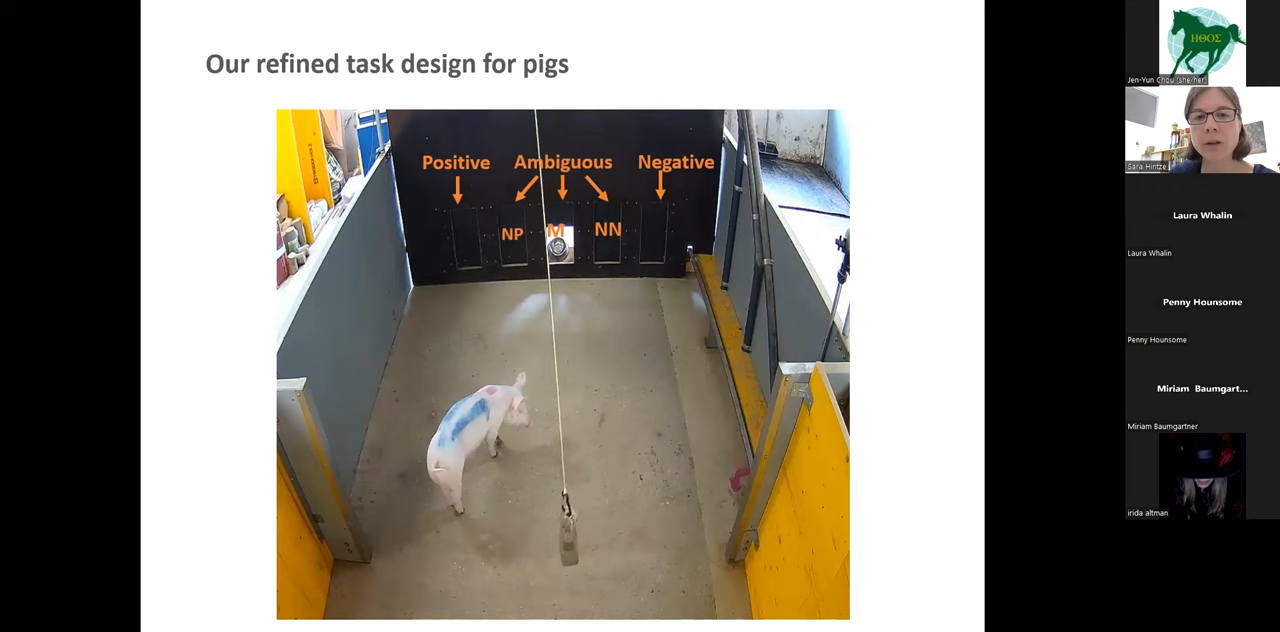 Our refined task design for pigs
Positive
Ambiguous
Negative
NP
M
NN
ΗΘΟΣ
Jen-Yun Chou (she/her)
Sara Hintze
Laura Whalin
Laura Whalin
Penny Hounsome
Penny Hounsome
Miriam Baumgart...
Miriam Baumgartner
irida altman